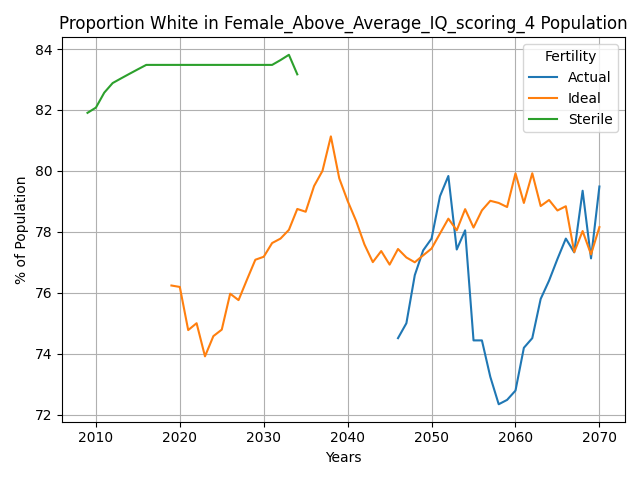 Proportion White in Female_Above_Average_IQ_scoring_4 Population
Fertility
Actual
Ideal
Sterile
% of Population
84
82
80
78
76
74
72
2010
2020
2030
2040
2050
2060
2070
Years